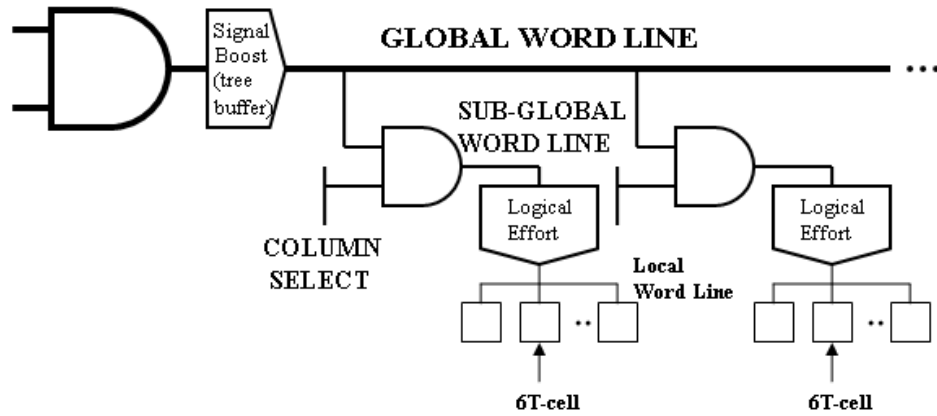 Signal
Boost
(tree
buffer)
GLOBAL WORD LINE
SUB-GLOBAL
WORD LINE
COLUMN
SELECT
Logical
Effort
Logical
Effort
Local
Word Line
6T-cell
6T-cell